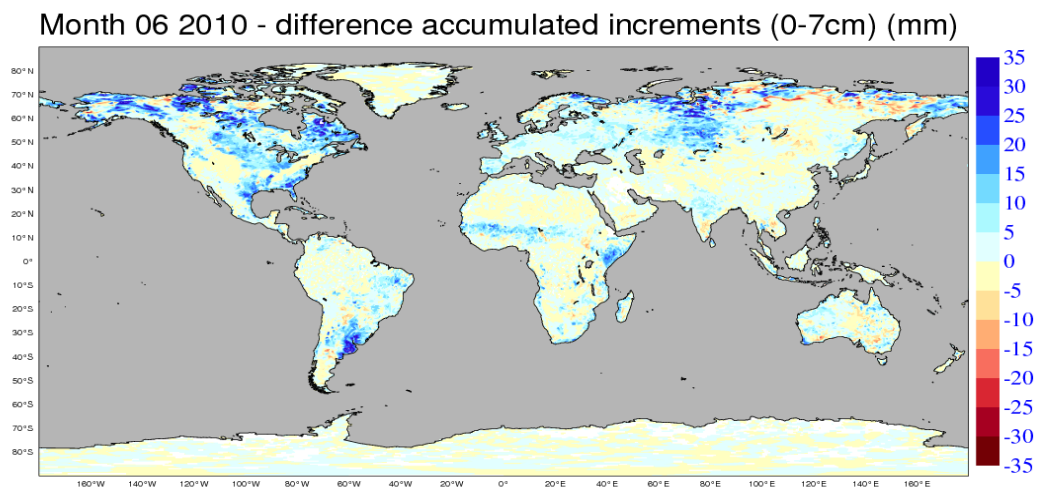 Month 06 2010 - difference accumulated increments (0-7cm) (mm)
80°N
70°N
60°N
50°N
40°N
30°N
20°N
10°N
0°
10°S
20°S
30°S
40°S
50°S
60°S
70°S
80°S
160°W 140°W 120°W 100°W 80°W 60°W 40°W 20°W 0°E 20°E 40°E 60°E 80°E 100°E 120°E 140°E 160°E
35
30
25
20
15
10
5
0
-5
-10
-15
-20
-25
-30
-35